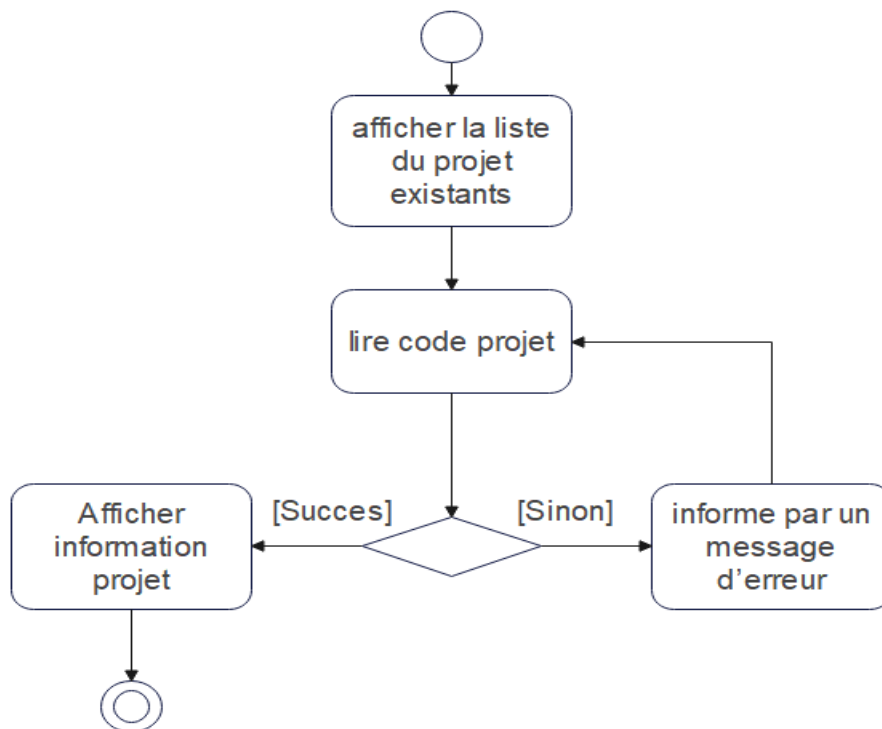 afficher la liste
du projet
existants
lire code projet
[Succes]
[Sinon]
Afficher
information
projet
informe par un
message
d’erreur